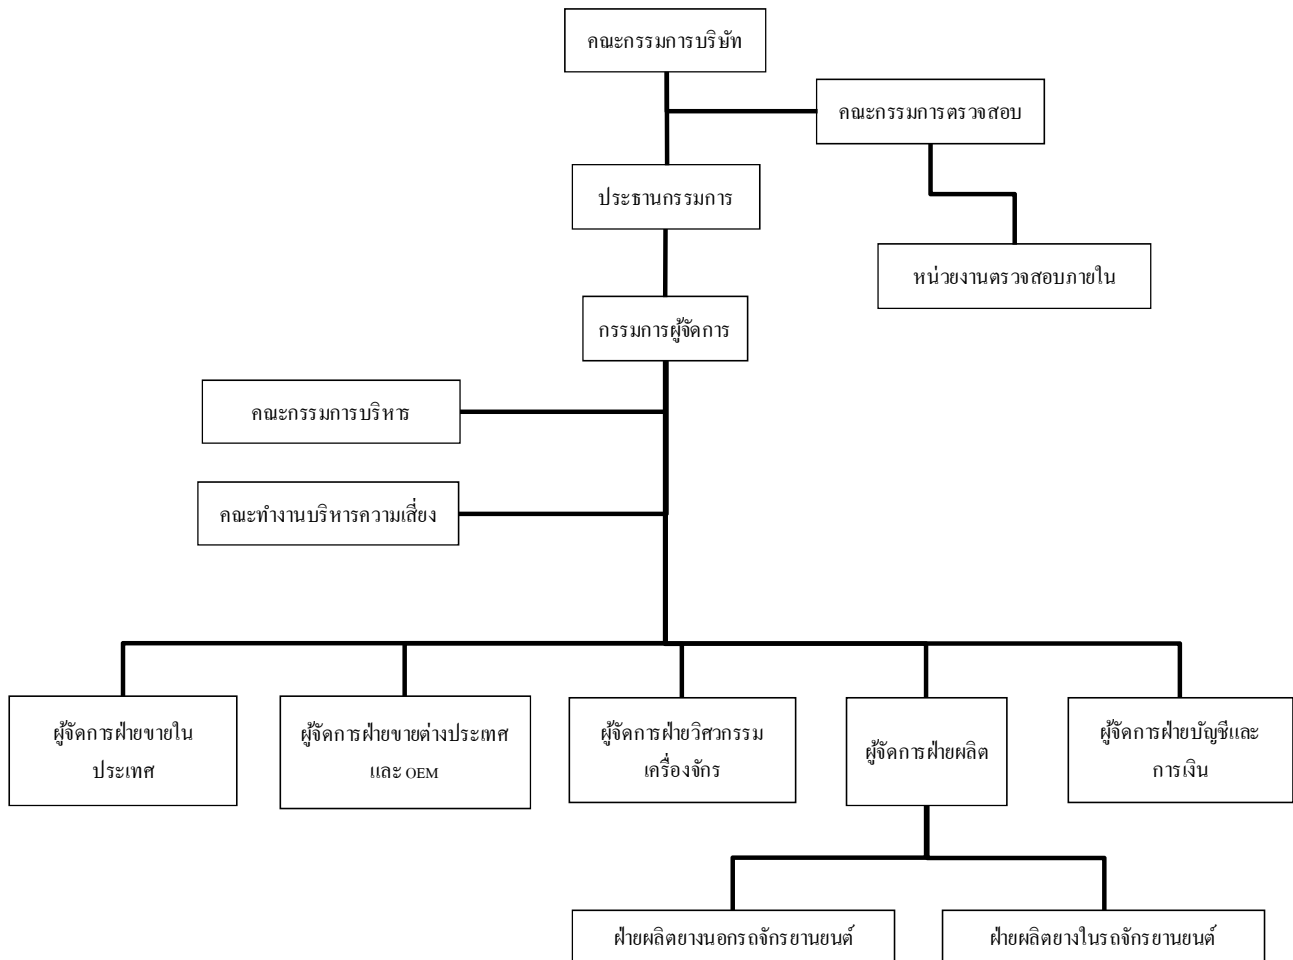 คณะกรรมการบริษัท
คณะกรรมการตรวจสอบ
ประธานกรรมการ
หน่วยงานตรวจสอบภายใน
กรรมการผู้จัดการ
คณะกรรมการบริหาร
คณะทำงานบริหารความเสี่ยง
ผู้จัดการฝ่ายขายใน
ประเทศ
ผู้จัดการฝ่ายขายต่างประเทศ
และ OEM
ผู้จัดการฝ่ายวิศวกรรม
เครื่องจักร
ผู้จัดการฝ่ายผลิต
ผู้จัดการฝ่ายบัญชีและ
การเงิน
ฝ่ายผลิตยางนอกรถจักรยานยนต์
ฝ่ายผลิตยางในรถจักรยานยนต์